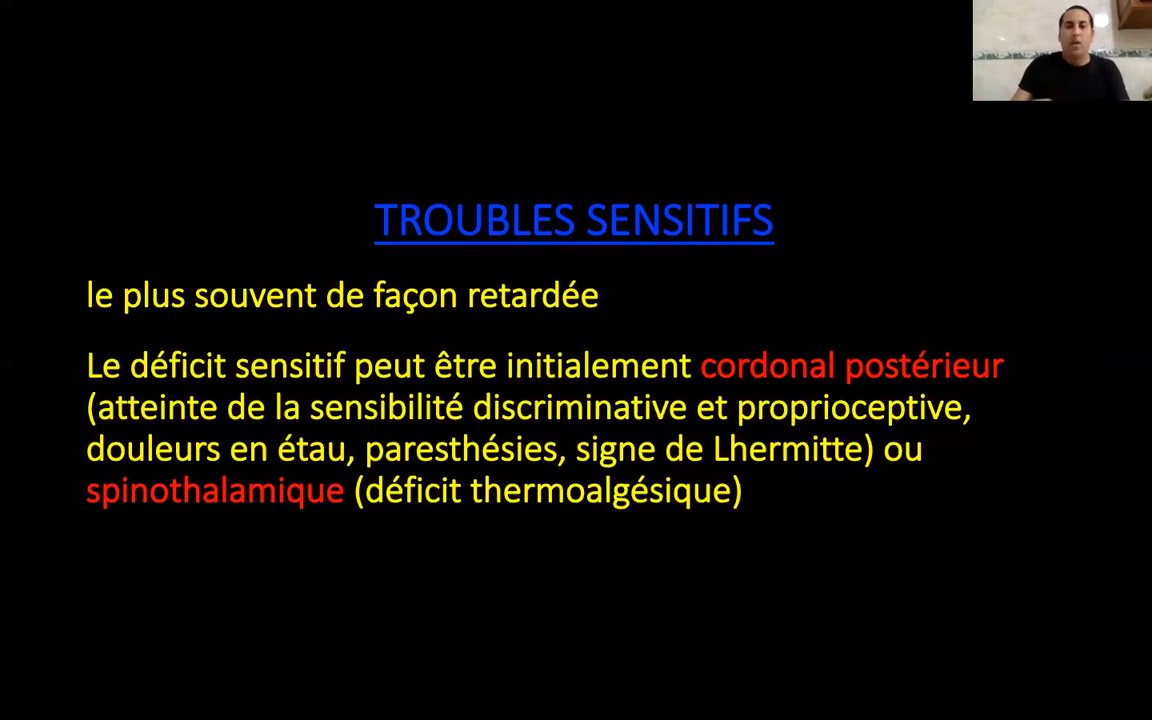 TROUBLES SENSITIFS
le plus souvent de façon retardée
Le déficit sensitif peut être initialement cordonal postérieur
(atteinte de la sensibilité discriminative et proprioceptive,
douleurs en étau, paresthésies, signe de Lhermitte) ou
spinothalamique (déficit thermoalgésique)